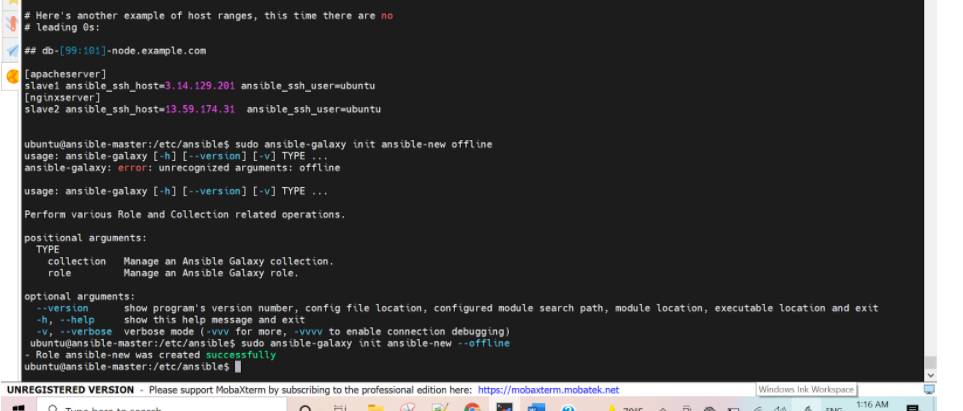 # Here's another example of host ranges, this time there are no
# leading 0s:
## db-[99:101]-node.example.com
[apacheserver]
slave1 ansible_ssh_host=3.14.129.201 ansible_ssh_user=ubuntu
[nginxserver]
slave2 ansible_ssh_host=13.59.174.31  ansible_ssh_user=ubuntu
ubuntu@ansible-master:/etc/ansible$ sudo ansible-galaxy init ansible-new offline
usage: ansible-galaxy [-h] [--version] [-v] TYPE ...
ansible-galaxy: error: unrecognized arguments: offline
usage: ansible-galaxy [-h] [--version] [-v] TYPE ...
Perform various Role and Collection related operations.
positional arguments:
  TYPE
    collection   Manage an Ansible Galaxy collection.
    role         Manage an Ansible Galaxy role.
optional arguments:
  --version      show program's version number, config file location, configured module search path, module location, executable location and exit
  -h, --help     show this help message and exit
  -v, --verbose  verbose mode (-vvv for more, -vvvv to enable connection debugging)
ubuntu@ansible-master:/etc/ansible$ sudo ansible-galaxy init ansible-new --offline
- Role ansible-new was created successfully
ubuntu@ansible-master:/etc/ansible$
UNREGISTERED VERSION - Please support MobaXterm by subscribing to the professional edition here: https://mobaxterm.mobatek.net
Windows Ink Workspace
Type here to search
ENG
1:16 AM